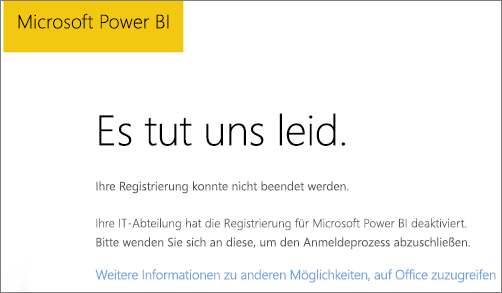 Microsoft Power BI
Es tut uns leid.
Ihre Registrierung konnte nicht beendet werden.
Ihre IT-Abteilung hat die Registrierung für Microsoft Power BI deaktiviert.
Bitte wenden Sie sich an diese, um den Anmeldeprozess abzuschließen.
Weitere Informationen zu anderen Möglichkeiten, auf Office zuzugreifen